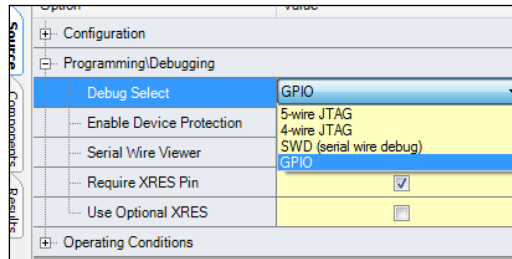 Option Value
Configuration
Programming\Debugging
Debug Select GPIO
5-wire JTAG
Enable Device Protection
4-wire JTAG
SWD (serial wire debug)
Serial Wire Viewer
GPIO
Require XRES Pin
Use Optional XRES
Operating Conditions
Source
Components
Results